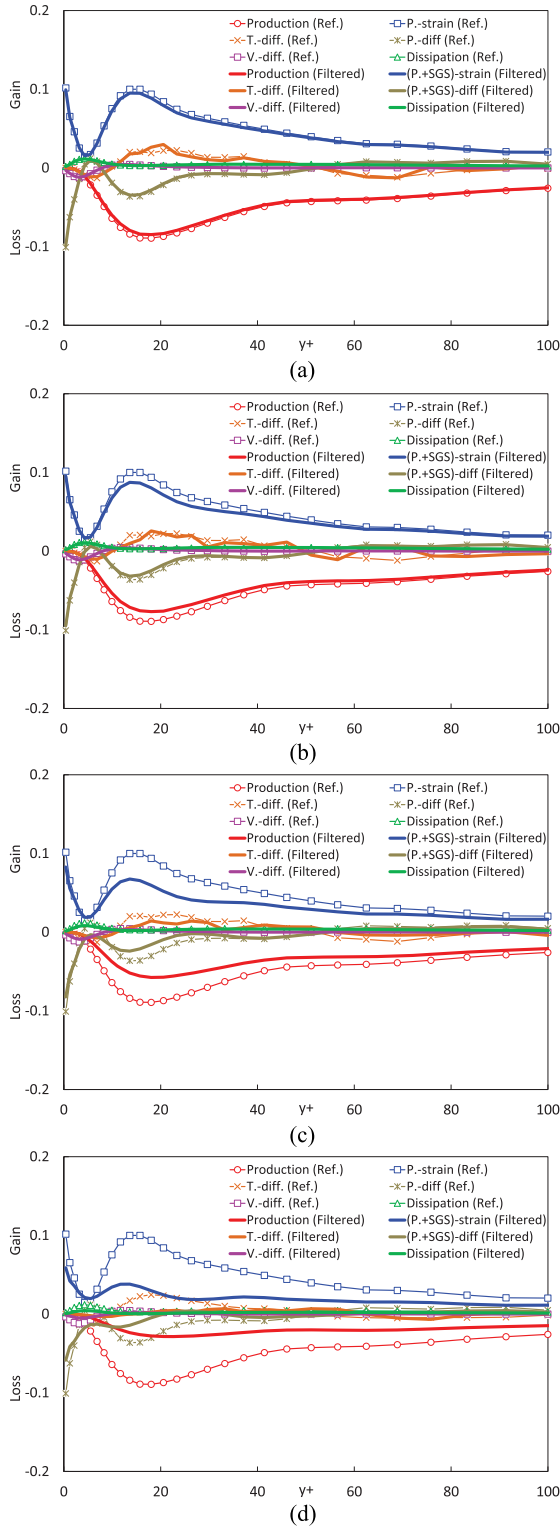 0.2
Production (Ref.) P.-strain (Ref.)
T.-diff. (Ref.) P.-diff (Ref.)
V.-diff. (Ref.) Dissipation (Ref.)
Production (Filtered) (P.+SGS)-strain (Filtered)
T.-diff. (Filtered) (P.+SGS)-diff (Filtered)
V.-diff. (Filtered) Dissipation (Filtered)
Gain
0.1
0
Loss
-0.1
-0.2
0 20 40 y+ 60 80 100
(a)
0.2
Production (Ref.) P.-strain (Ref.)
T.-diff. (Ref.) P.-diff (Ref.)
V.-diff. (Ref.) Dissipation (Ref.)
Production (Filtered) (P.+SGS)-strain (Filtered)
T.-diff. (Filtered) (P.+SGS)-diff (Filtered)
V.-diff. (Filtered) Dissipation (Filtered)
Gain
0.1
0
Loss
-0.1
-0.2
0 20 40 y+ 60 80 100
(b)
0.2
Production (Ref.) P.-strain (Ref.)
T.-diff. (Ref.) P.-diff (Ref.)
V.-diff. (Ref.) Dissipation (Ref.)
Production (Filtered) (P.+SGS)-strain (Filtered)
T.-diff. (Filtered) (P.+SGS)-diff (Filtered)
V.-diff. (Filtered) Dissipation (Filtered)
Gain
0.1
0
Loss
-0.1
-0.2
0 20 40 y+ 60 80 100
(c)
0.2
Production (Ref.) P.-strain (Ref.)
T.-diff. (Ref.) P.-diff (Ref.)
V.-diff. (Ref.) Dissipation (Ref.)
Production (Filtered) (P.+SGS)-strain (Filtered)
T.-diff. (Filtered) (P.+SGS)-diff (Filtered)
V.-diff. (Filtered) Dissipation (Filtered)
Gain
0.1
0
Loss
-0.1
-0.2
0 20 40 y+ 60 80 100
(d)